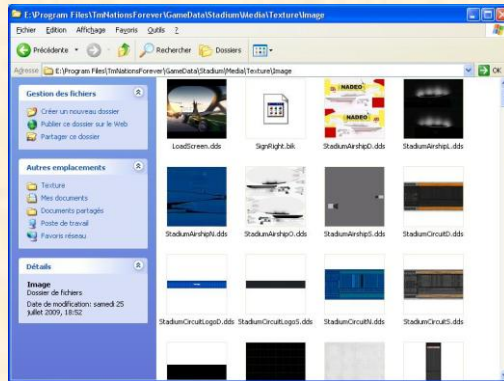 E:\Program Files\TmNationsForever\GameData\Stadium\Media\Texture\Image
Fichier Edition Affichage Favoris Outils ?
Précédente Rechercher Dossiers
Adresse E:\Program Files\TmNationsForever\GameData\Stadium\Media\Texture\Image OK
Gestion des fichiers
Créer un nouveau dossier
Publier ce dossier sur le Web
Partager ce dossier
Autres emplacements
Texture
Mes documents
Documents partagés
Poste de travail
Favoris réseau
Détails
Image
Dossier de fichiers
Date de modification: samedi 25
juillet 2009, 18:52
NADEO
NADEO
LoadScreen.dds SignRight.bik StadiumAirshipD.dds StadiumAirshipL.dds
StadiumAirshipN.dds StadiumAirshipO.dds StadiumAirshipS.dds StadiumCircuitD.dds
StadiumCircuitLogoD.dds StadiumCircuitLogoS.dds StadiumCircuitN.dds StadiumCircuitS.dds